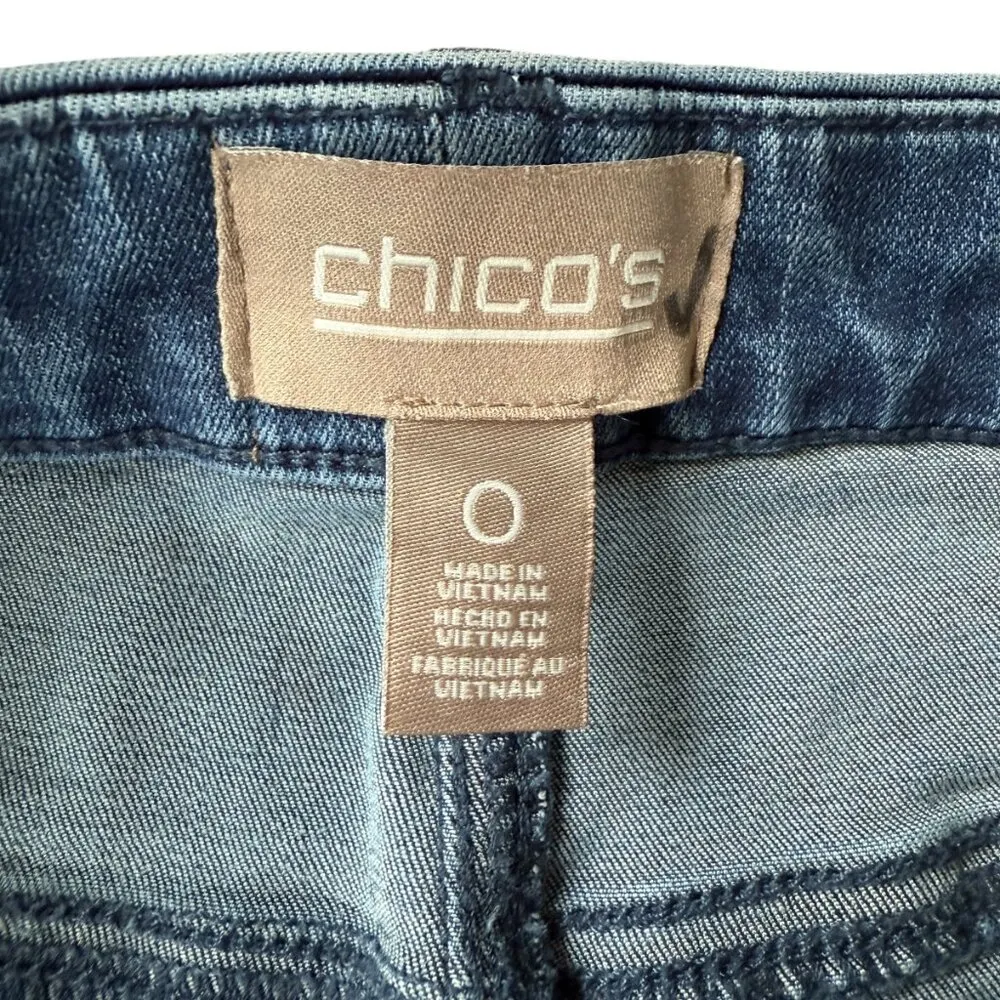 chico's
0
MADE IN
VIETNAM
HECHO EN
VIETNAM
FABRIQUÉ AU
VIETNAM